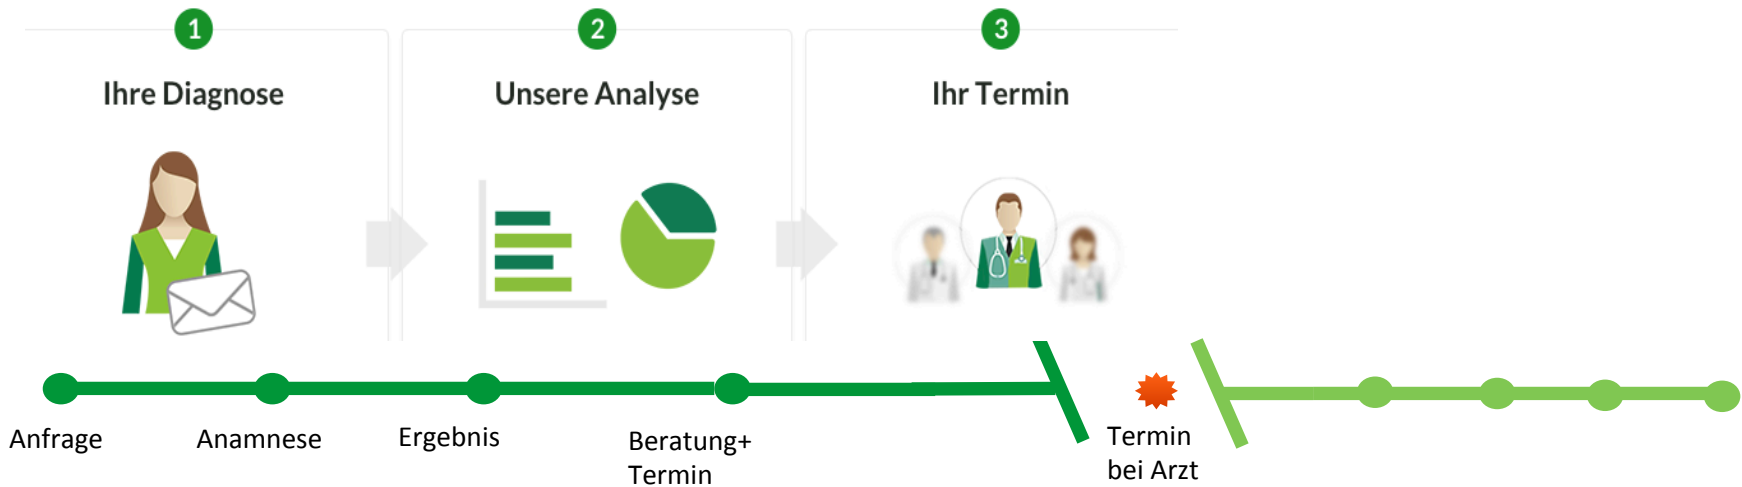 1
2
3
Ihre Diagnose
Unsere Analyse
Ihr Termin
Anfrage
Anamnese
Ergebnis
Beratung+
Termin
Termin
bei Arzt